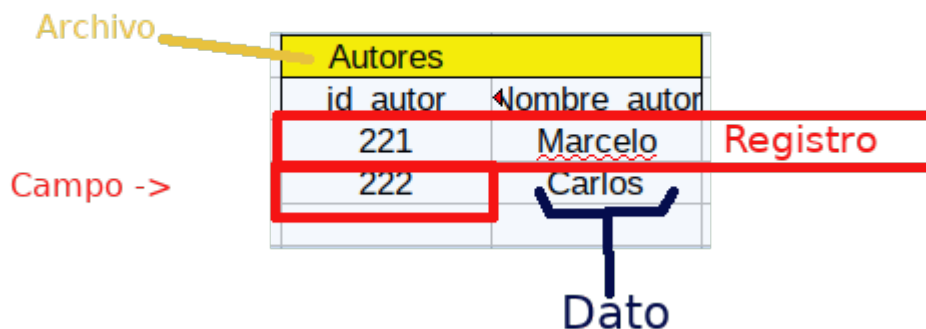 Archivo
Autores
id_autor Nombre_autor
221 Marcelo Registro
Campo -> 222 Carlos
Dato